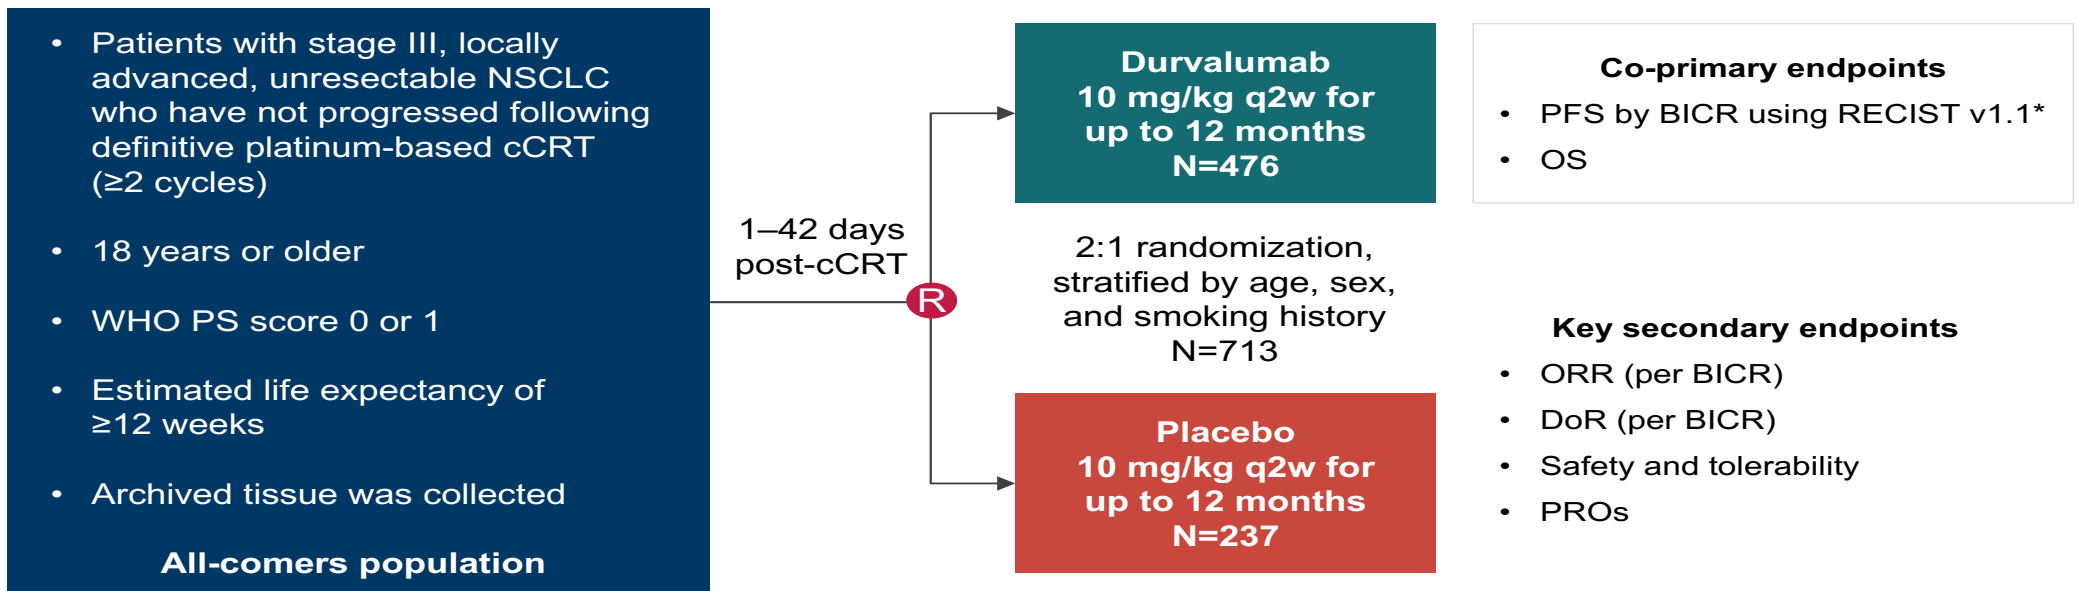 • Patients with stage III, locally
advanced, unresectable NSCLC
who have not progressed following
definitive platinum-based cCRT
(≥2 cycles)
• 18 years or older
• WHO PS score 0 or 1
• Estimated life expectancy of
≥12 weeks
• Archived tissue was collected
All-comers population
1–42 days
post-cCRT
R
Durvalumab
10 mg/kg q2w for
up to 12 months
N=476
2:1 randomization,
stratified by age, sex,
and smoking history
N=713
Placebo
10 mg/kg q2w for
up to 12 months
N=237
Co-primary endpoints
• PFS by BICR using RECIST v1.1*
• OS
Key secondary endpoints
• ORR (per BICR)
• DoR (per BICR)
• Safety and tolerability
• PROs